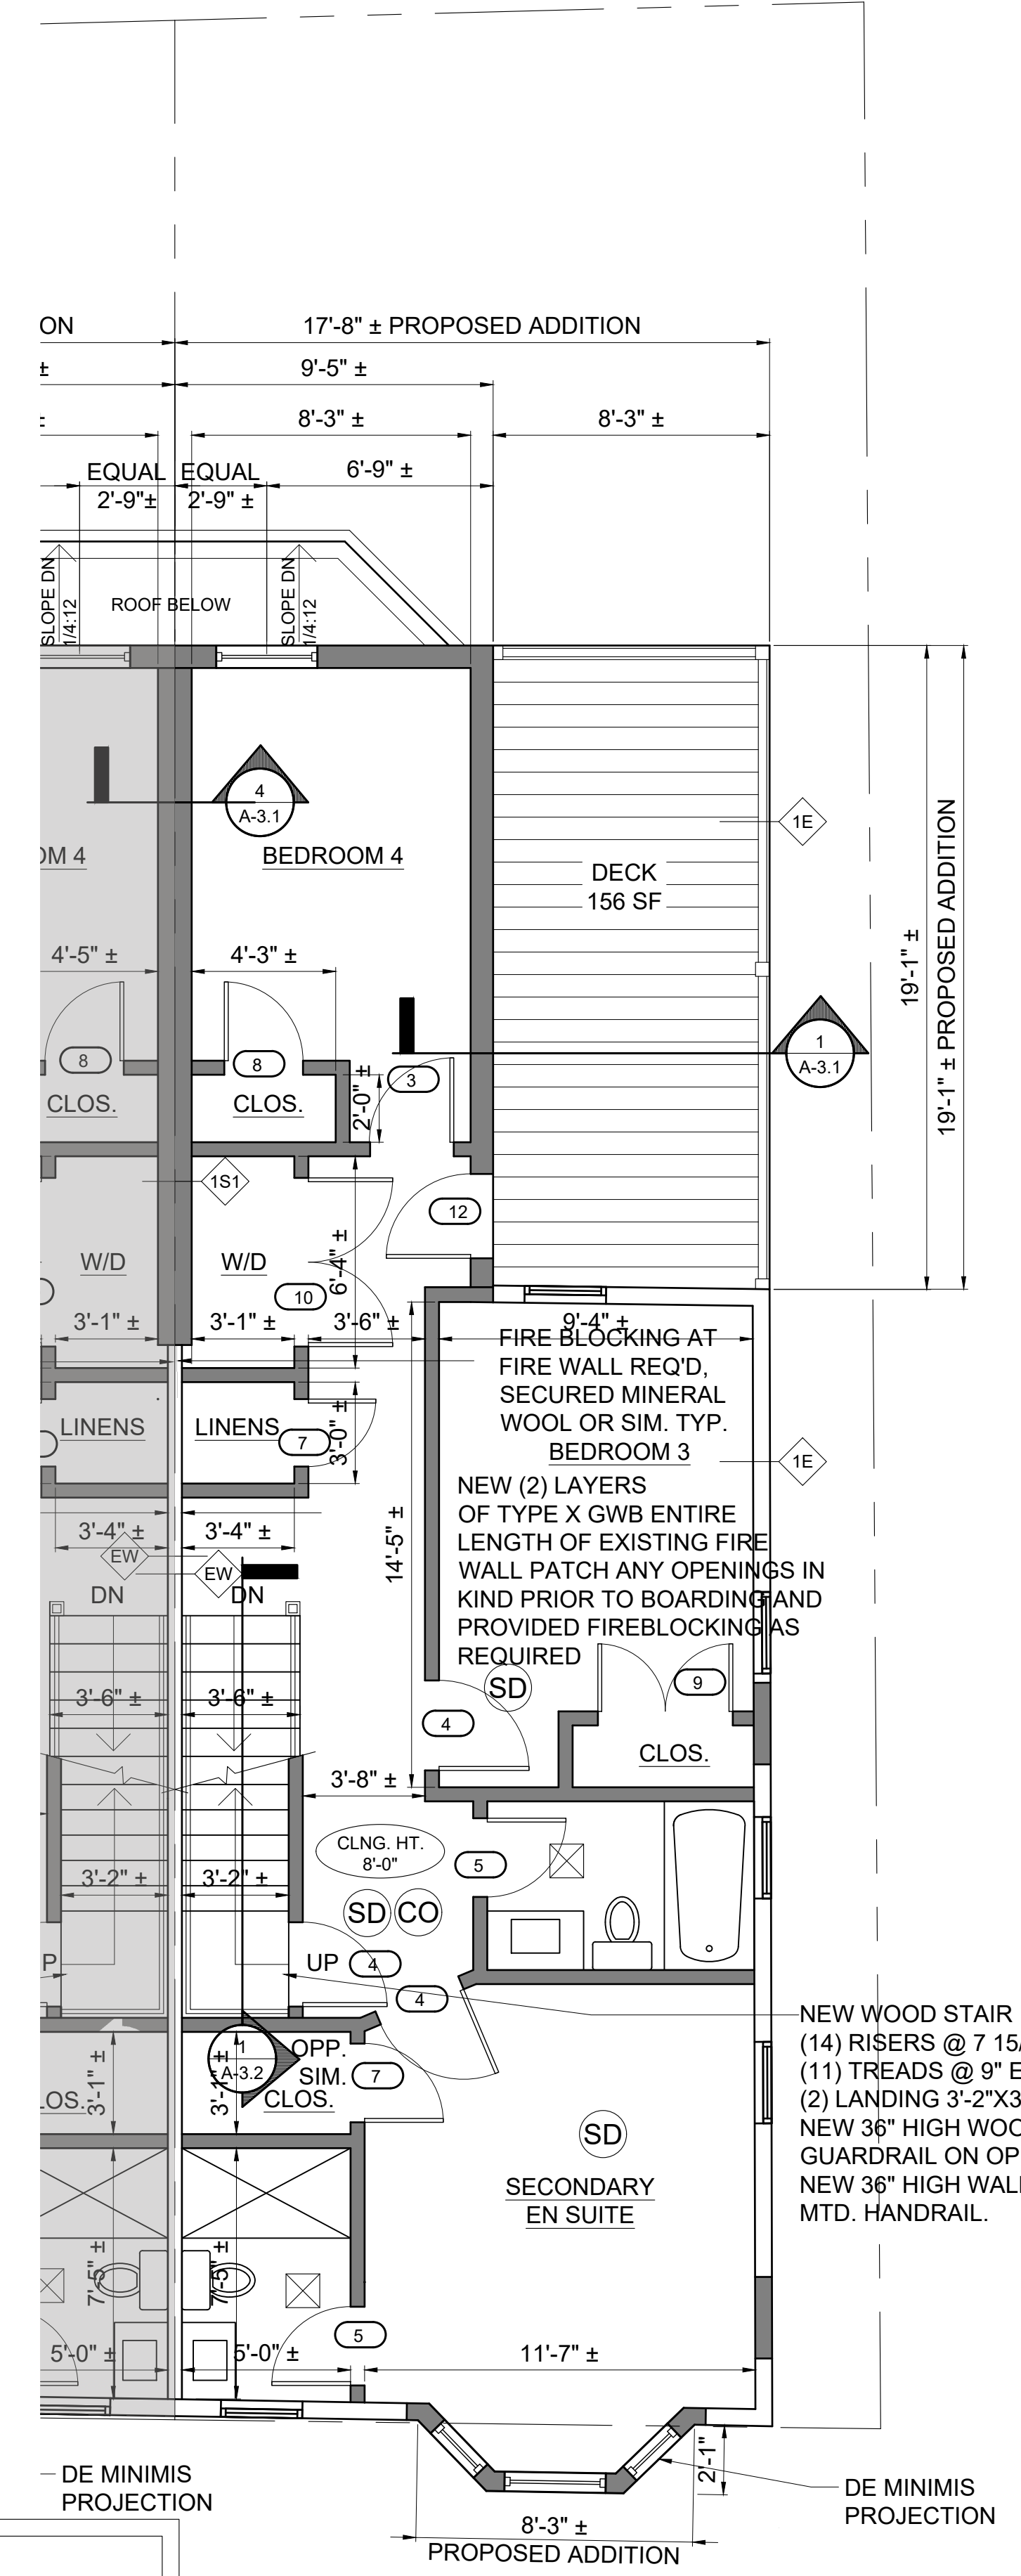 ON
17'-8" ± PROPOSED ADDITION
±
9'-5" ±
8'-3" ±
8'-3" ±
EQUAL
EQUAL
6'-9" ±
2'-9"±
2'-9" ±
SLOPE DN
1/4:12
ROOF BELOW
SLOPE DN
1/4:12
4
A-3.1
1E
OM 4
BEDROOM 4
DECK
156 SF
19'-1" ±
19'-1" ± PROPOSED ADDITION
4'-5" ±
4'-3" ±
1
A-3.1
8
8
3
CLOS.
CLOS.
2'-0" ±
1S1
12
W/D
W/D
6'-4" ±
10
3'-1" ±
3'-1" ±
3'-6" ±
9'-4" ±
FIRE BLOCKING AT
FIRE WALL REQ'D,
SECURED MINERAL
WOOL OR SIM. TYP.
LINENS
LINENS
7
3'-0" ±
BEDROOM 3
1E
NEW (2) LAYERS
OF TYPE X GWB ENTIRE
LENGTH OF EXISTING FIRE
WALL PATCH ANY OPENINGS IN
KIND PRIOR TO BOARDING AND
PROVIDED FIREBLOCKING AS
REQUIRED
14'-5" ±
3'-4" ±
3'-4" ±
EW
EW
DN
DN
SD
9
3'-6" ±
3'-6" ±
4
CLOS.
3'-8" ±
CLNG. HT.
8'-0"
5
3'-2" ±
3'-2" ±
SD
CO
P
UP
4
4
NEW WOOD STAIR
(14) RISERS @ 7 15/
(11) TREADS @ 9" E
(2) LANDING 3'-2"X3
NEW 36" HIGH WOO
GUARDRAIL ON OP
NEW 36" HIGH WALL
MTD. HANDRAIL.
1
A-3.2
OPP.
SIM.
7
LOS.
3'-1" ±
3'-1" ±
CLOS.
SD
SECONDARY
EN SUITE
7'-5" ±
7'-5" ±
5
5'-0" ±
5'-0" ±
11'-7" ±
2'-1"
DE MINIMIS
PROJECTION
DE MINIMIS
PROJECTION
8'-3" ±
PROPOSED ADDITION